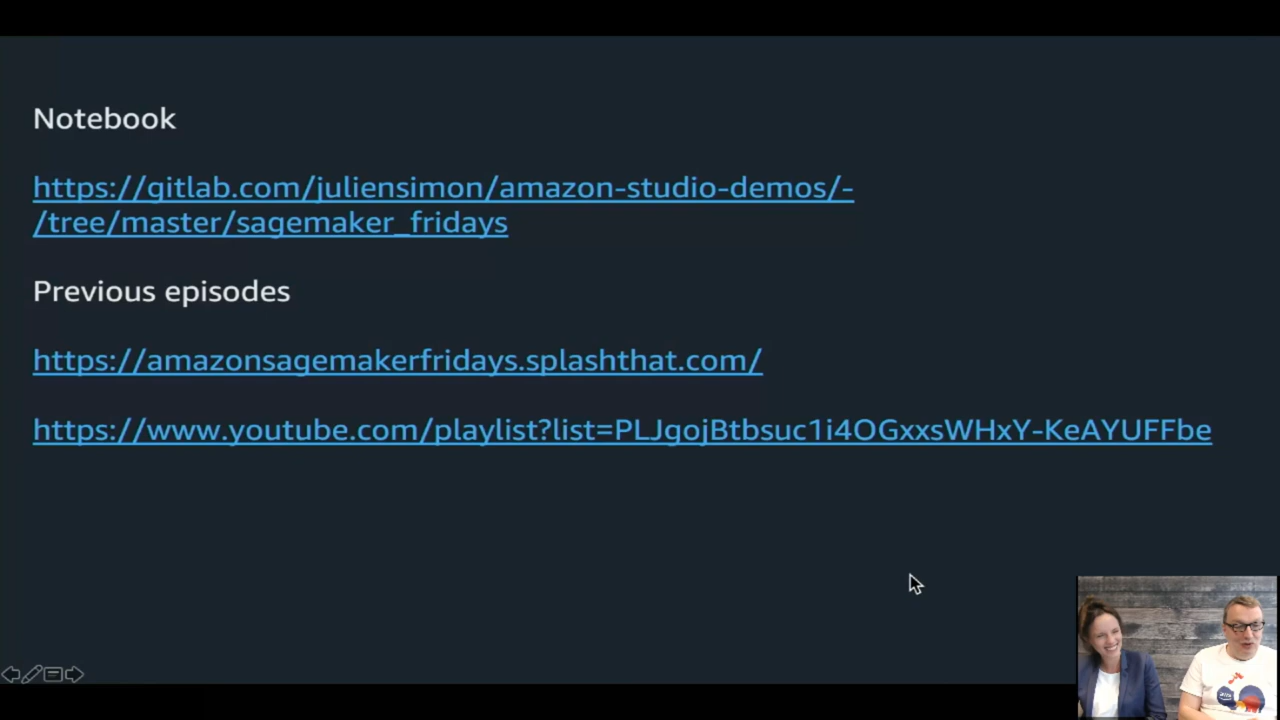 Notebook
https://gitlab.com/juliensimon/amazon-studio-demos/-
/tree/master/sagemaker_fridays
Previous episodes
https://amazonsagemakerfridays.splashthat.com/
https://www.youtube.com/playlist?list=PLJgojBtbsuc1i4OGxxsWHxY-KeAYUFFbe